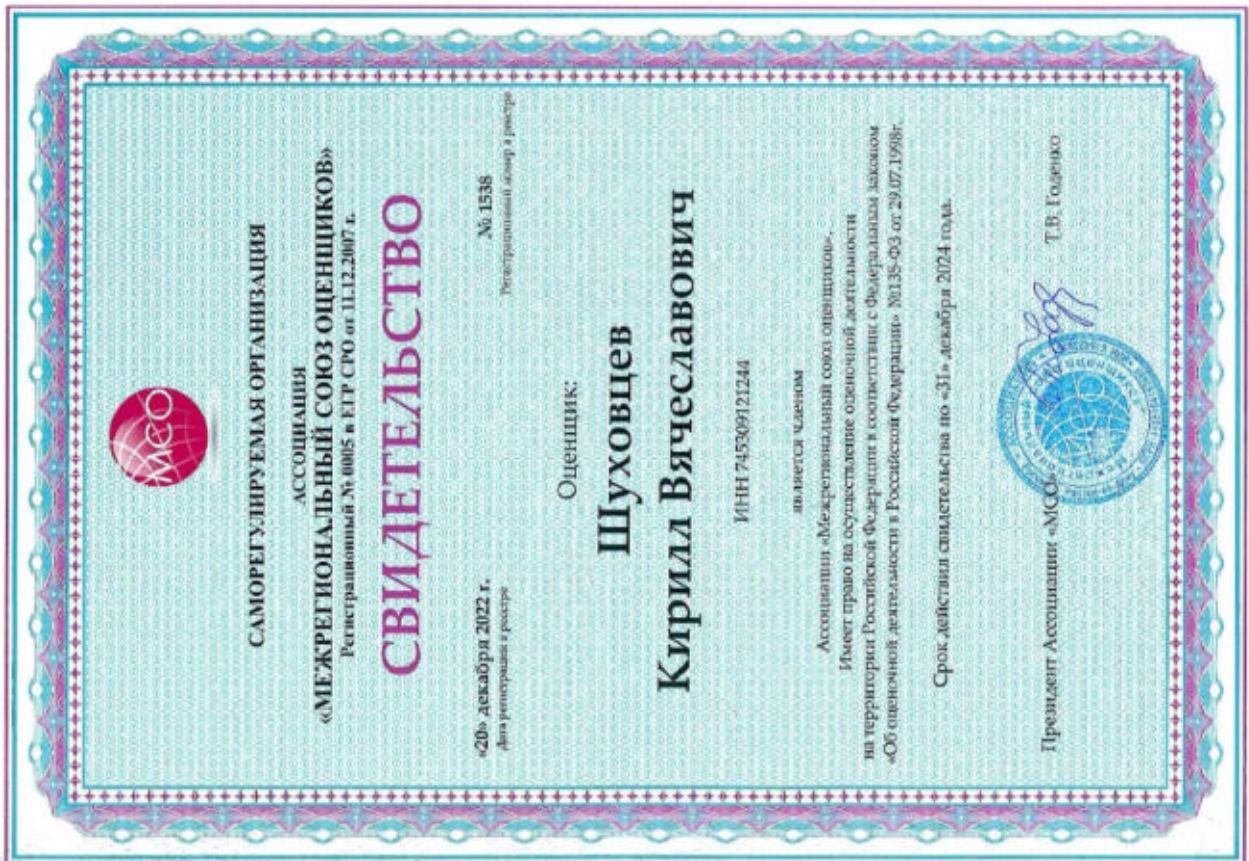 МСО
САМОРЕГУЛИРУЕМАЯ ОРГАНИЗАЦИЯ
АССОЦИАЦИЯ
«МЕЖРЕГИОНАЛЬНЫЙ СОЮЗ ОЦЕНЩИКОВ»
Регистрационный № 0005 в ЕГР СРО от 11.12.2007 г.
СВИДЕТЕЛЬСТВО
«20» декабря 2022 г. № 1538
Дата регистрации в реестре Регистрационный номер в реестре
Оценщик:
Шуховцев
Кирилл Вячеславович
ИНН 745309121244
является членом
Ассоциации «Межрегиональный союз оценщиков».
Имеет право на осуществление оценочной деятельности
на территории Российской Федерации в соответствии с Федеральным законом
«Об оценочной деятельности в Российской Федерации» №135-ФЗ от 29.07.1998г.
Срок действия свидетельства по «31» декабря 2024 года.
Президент Ассоциации «МСО» Т.В. Годенко